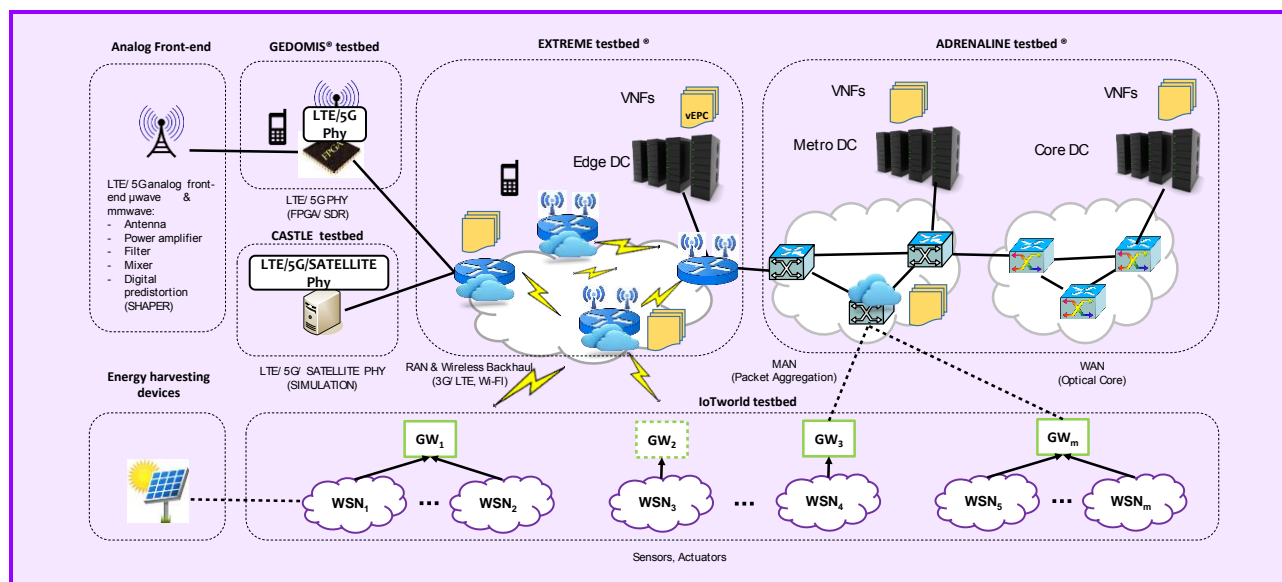 Analog Front-end
GEDOMIS® testbed
EXTREME testbed ®
ADRENALINE testbed ®
LTE/5G
Phy
FPGA
LTE/ 5G PHY
(FPGA/ SDR)
LTE/ 5G analog front-
end µwave &
mmwave:
- Antenna
- Power amplifier
- Filter
- Mixer
- Digital
predistortion
(SHAPER)
CASTLE testbed
LTE/5G/SATELLITE
Phy
LTE/ 5G/ SATELLITE PHY
(SIMULATION)
VNFs
vEPC
Edge DC
RAN & Wireless Backhaul
(3G/ LTE, Wi-FI)
VNFs
Metro DC
VNFs
Core DC
MAN
(Packet Aggregation)
WAN
(Optical Core)
Energy harvesting
devices
IoTworld testbed
GW1
GW2
GW3
GWm
WSN1
...
WSN2
WSN3
...
WSN4
WSN5
...
WSNm
Sensors, Actuators